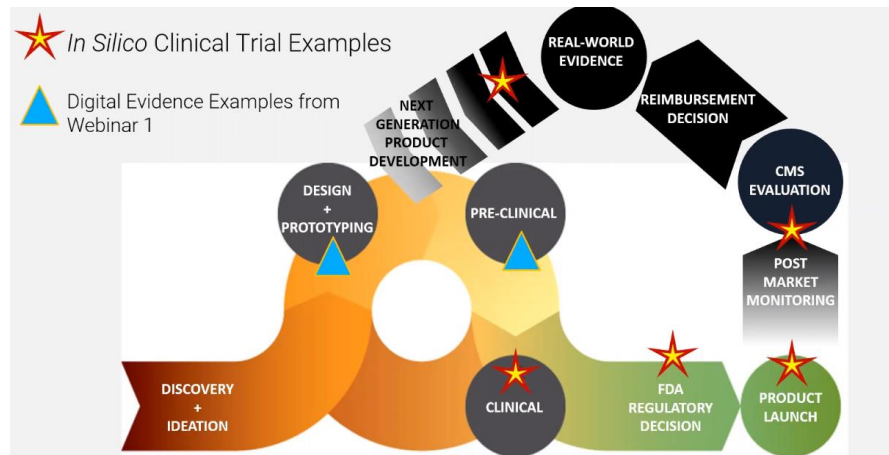 In Silico Clinical Trial Examples
Digital Evidence Examples from
Webinar 1
REAL-WORLD
EVIDENCE
NEXT
GENERATION
PRODUCT
DEVELOPMENT
REIMBURSEMENT
DECISION
DESIGN
+
PROTOTYPING
PRE-CLINICAL
CMS
EVALUATION
POST
MARKET
MONITORING
DISCOVERY
+
IDEATION
CLINICAL
FDA
REGULATORY
DECISION
PRODUCT
LAUNCH